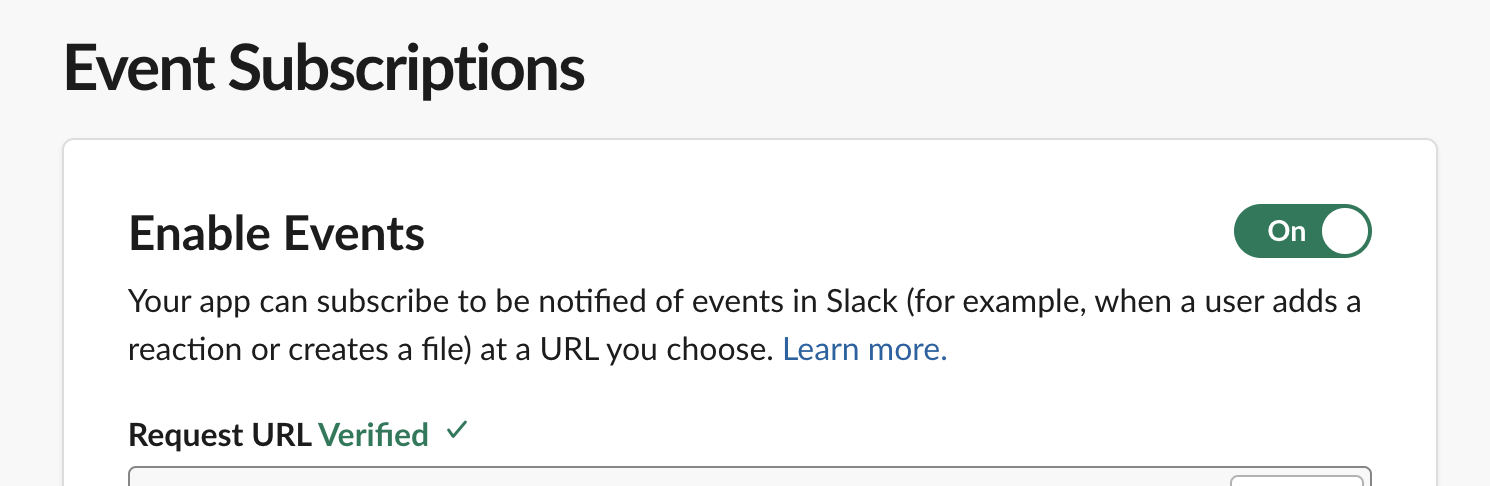 Event Subscriptions
Enable Events
On
Your app can subscribe to be notified of events in Slack (for example, when a user adds a
reaction or creates a file) at a URL you choose. Learn more.
Request URL Verified ✓